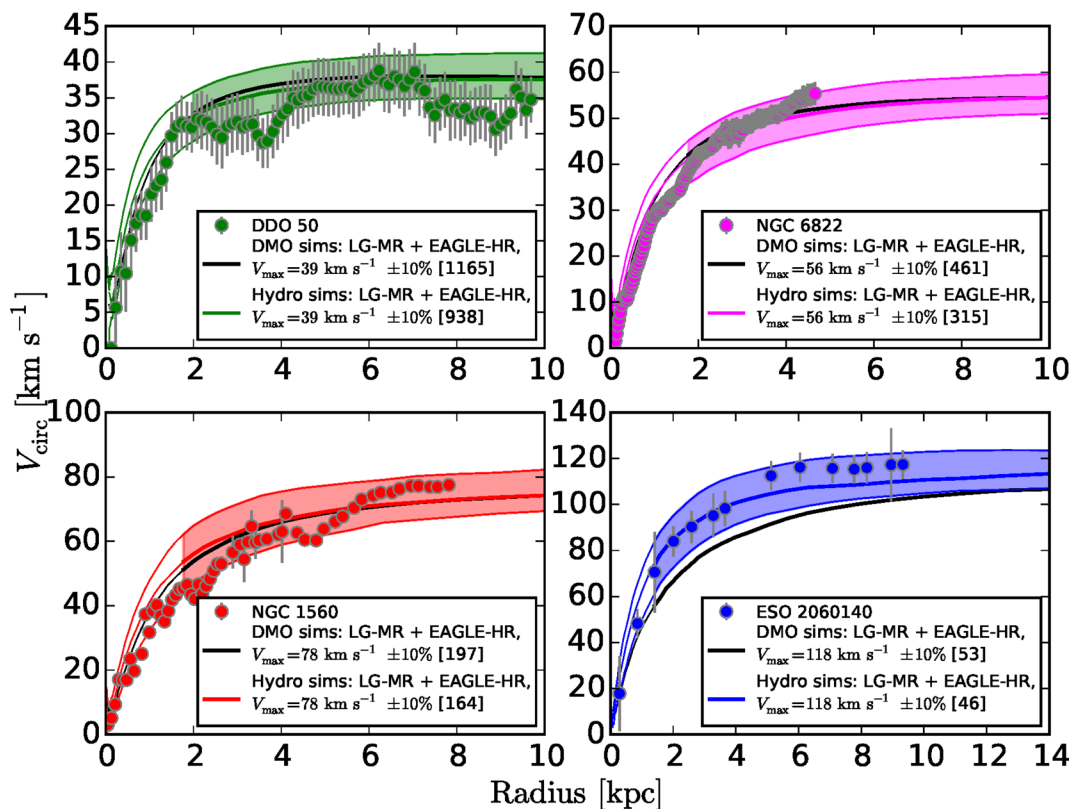 45
40
35
30
25
20
15
10
5
0
0 2 4 6 8 10
DDO 50
DMO sims: LG-MR + EAGLE-HR,
V_max=39 km s⁻¹ ±10% [1165]
Hydro sims: LG-MR + EAGLE-HR,
V_max=39 km s⁻¹ ±10% [938]
70
60
50
40
30
20
10
0
0 2 4 6 8 10
NGC 6822
DMO sims: LG-MR + EAGLE-HR,
V_max=56 km s⁻¹ ±10% [461]
Hydro sims: LG-MR + EAGLE-HR,
V_max=56 km s⁻¹ ±10% [315]
V_circ [km s⁻¹]
100
80
60
40
20
0
0 2 4 6 8 10
NGC 1560
DMO sims: LG-MR + EAGLE-HR,
V_max=78 km s⁻¹ ±10% [197]
Hydro sims: LG-MR + EAGLE-HR,
V_max=78 km s⁻¹ ±10% [164]
140
120
100
80
60
40
20
0
0 2 4 6 8 10 12 14
ESO 2060140
DMO sims: LG-MR + EAGLE-HR,
V_max=118 km s⁻¹ ±10% [53]
Hydro sims: LG-MR + EAGLE-HR,
V_max=118 km s⁻¹ ±10% [46]
Radius [kpc]